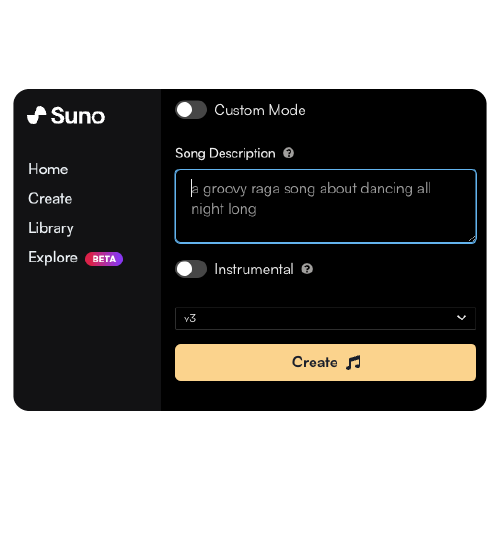 Suno
Home
Create
Library
Explore BETA
Custom Mode
Song Description ?
a groovy raga song about dancing all
night long
Instrumental ?
v3
Create